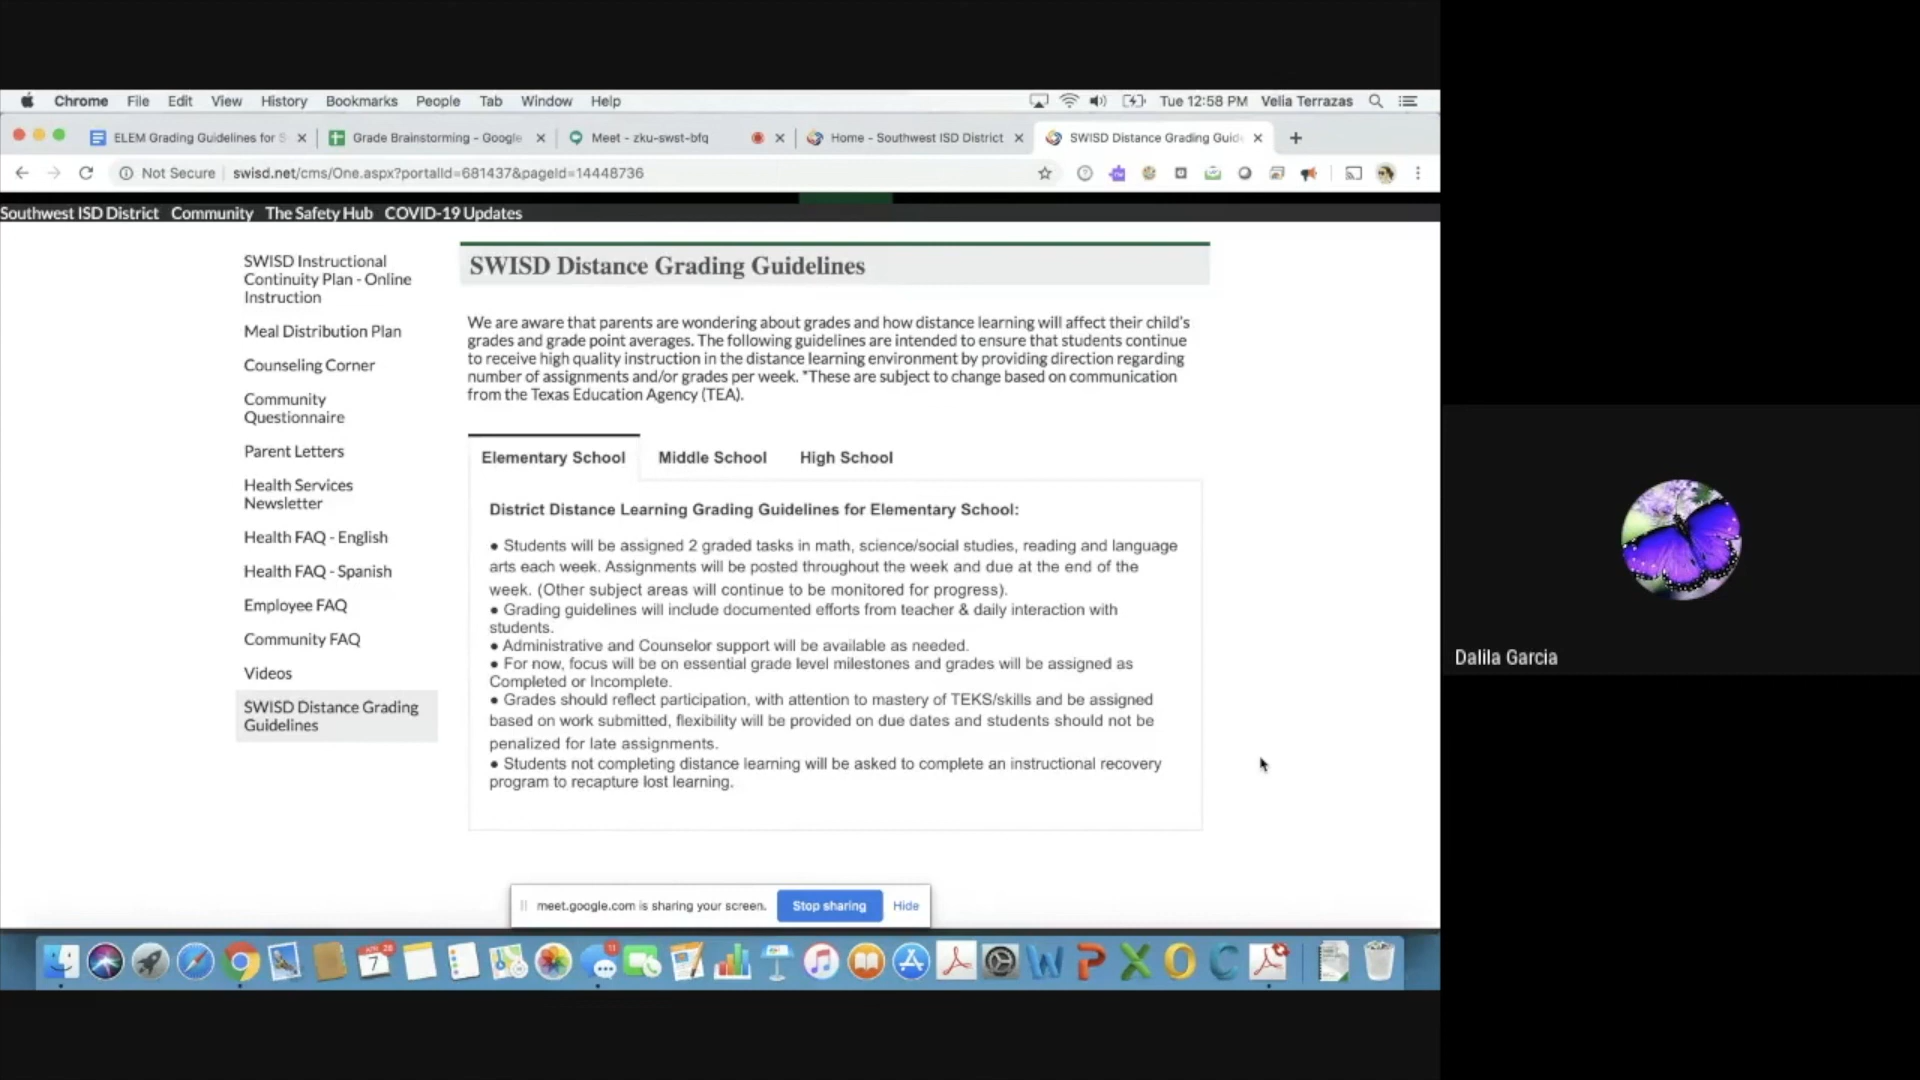 Chrome File Edit View History Bookmarks People Tab Window Help Tue 12:58 PM Velia Terrazas
ELEM Grading Guidelines for S Grade Brainstorming - Google Meet - zku-swst-bfq Home - Southwest ISD District SWISD Distance Grading Guid
Not Secure swisd.net/cms/One.aspx?portalId=681437&pageId=14448736
Southwest ISD District Community The Safety Hub COVID-19 Updates
SWISD Instructional
Continuity Plan - Online
Instruction
Meal Distribution Plan
Counseling Corner
Community
Questionnaire
Parent Letters
Health Services
Newsletter
Health FAQ - English
Health FAQ - Spanish
Employee FAQ
Community FAQ
Videos
SWISD Distance Grading
Guidelines
SWISD Distance Grading Guidelines
We are aware that parents are wondering about grades and how distance learning will affect their child's
grades and grade point averages. The following guidelines are intended to ensure that students continue
to receive high quality instruction in the distance learning environment by providing direction regarding
number of assignments and/or grades per week. *These are subject to change based on communication
from the Texas Education Agency (TEA).
Elementary School Middle School High School
District Distance Learning Grading Guidelines for Elementary School:
● Students will be assigned 2 graded tasks in math, science/social studies, reading and language
arts each week. Assignments will be posted throughout the week and due at the end of the
week. (Other subject areas will continue to be monitored for progress).
● Grading guidelines will include documented efforts from teacher & daily interaction with
students.
● Administrative and Counselor support will be available as needed.
● For now, focus will be on essential grade level milestones and grades will be assigned as
Completed or Incomplete.
● Grades should reflect participation, with attention to mastery of TEKS/skills and be assigned
based on work submitted, flexibility will be provided on due dates and students should not be
penalized for late assignments.
● Students not completing distance learning will be asked to complete an instructional recovery
program to recapture lost learning.
meet.google.com is sharing your screen. Stop sharing Hide
Dalila Garcia